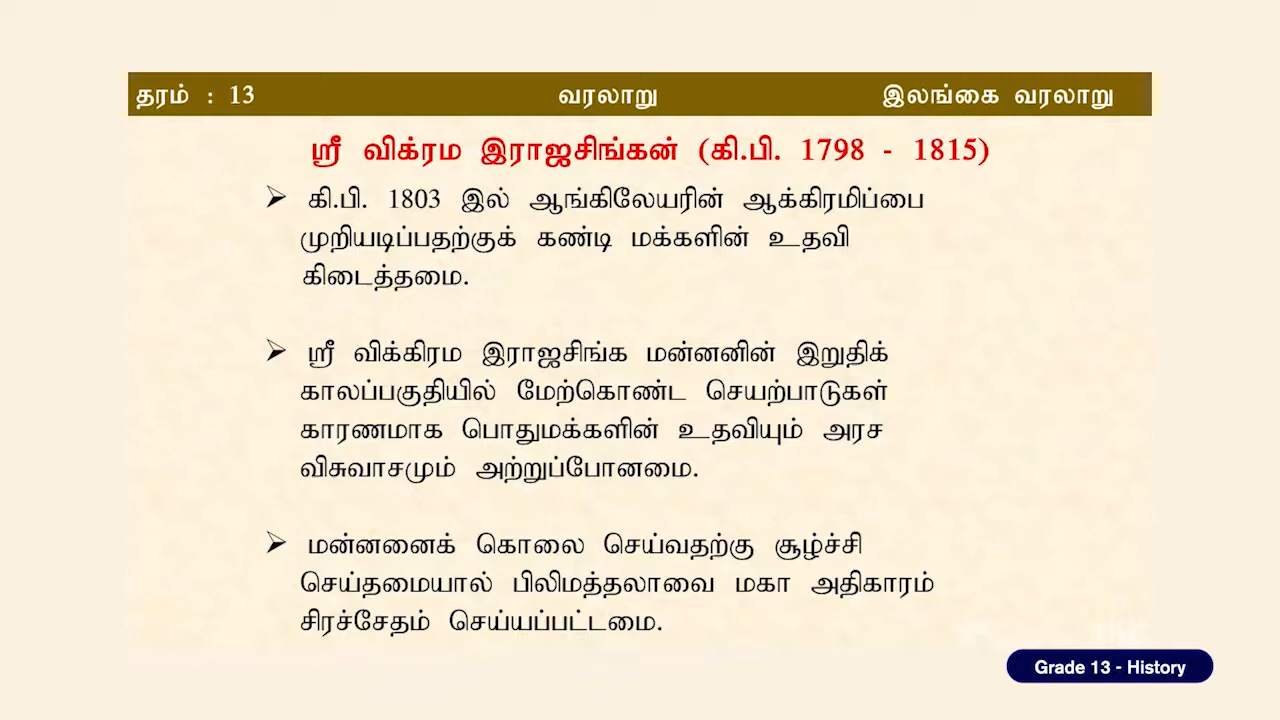 தரம் : 13 வரலாறு இலங்கை வரலாறு
ஸ்ரீ விக்ரம இராஜசிங்கன் (கி.பி. 1798 - 1815)
➢ கி.பி. 1803 இல் ஆங்கிலேயரின் ஆக்கிரமிப்பை
முறியடிப்பதற்குக் கண்டி மக்களின் உதவி
கிடைத்தமை.
➢ ஸ்ரீ விக்கிரம இராஜசிங்க மன்னனின் இறுதிக்
காலப்பகுதியில் மேற்கொண்ட செயற்பாடுகள்
காரணமாக பொதுமக்களின் உதவியும் அரச
விசுவாசமும் அற்றுப்போனமை.
➢ மன்னனைக் கொலை செய்வதற்கு சூழ்ச்சி
செய்தமையால் பிலிமத்தலாவை மகா அதிகாரம்
சிரச்சேதம் செய்யப்பட்டமை.
Grade 13 - History